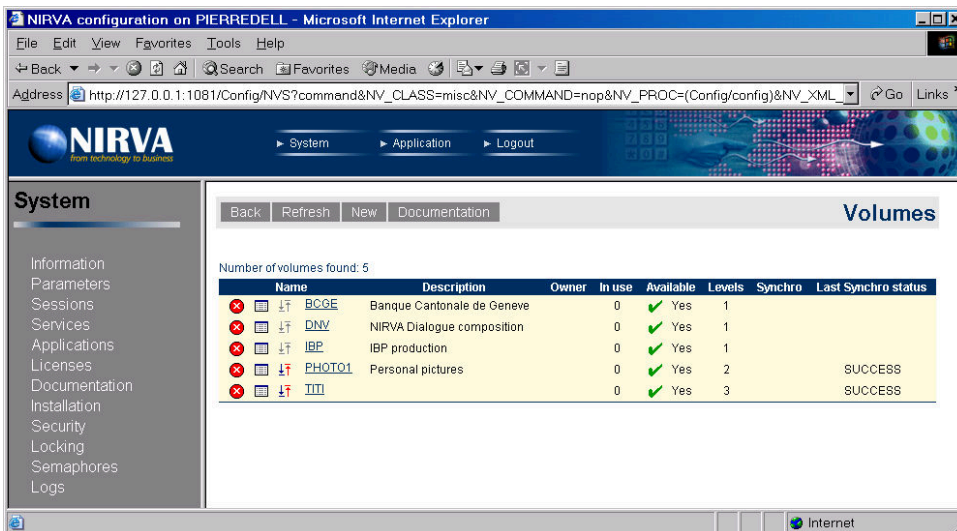 NIRVA configuration on PIERREDELL - Microsoft Internet Explorer
File Edit View Favorites Tools Help
Back Search Favorites Media
Address http://127.0.0.1:1081/Config/NVS?command&NV_CLASS=misc&NV_COMMAND=nop&NV_PROC=(Config/config)&NV_XML_ Go Links
NIRVA
from technology to business
System Application Logout
System
Back Refresh New Documentation
Volumes
Information
Parameters
Sessions
Services
Applications
Licenses
Documentation
Installation
Security
Locking
Semaphores
Logs
Number of volumes found: 5
Name Description Owner In use Available Levels Synchro Last Synchro status
BCGE Banque Cantonale de Geneve 0 Yes 1
DNV NIRVA Dialogue composition 0 Yes 1
IBP IBP production 0 Yes 1
PHOTO1 Personal pictures 0 Yes 2 SUCCESS
TITI 0 Yes 3 SUCCESS
Internet